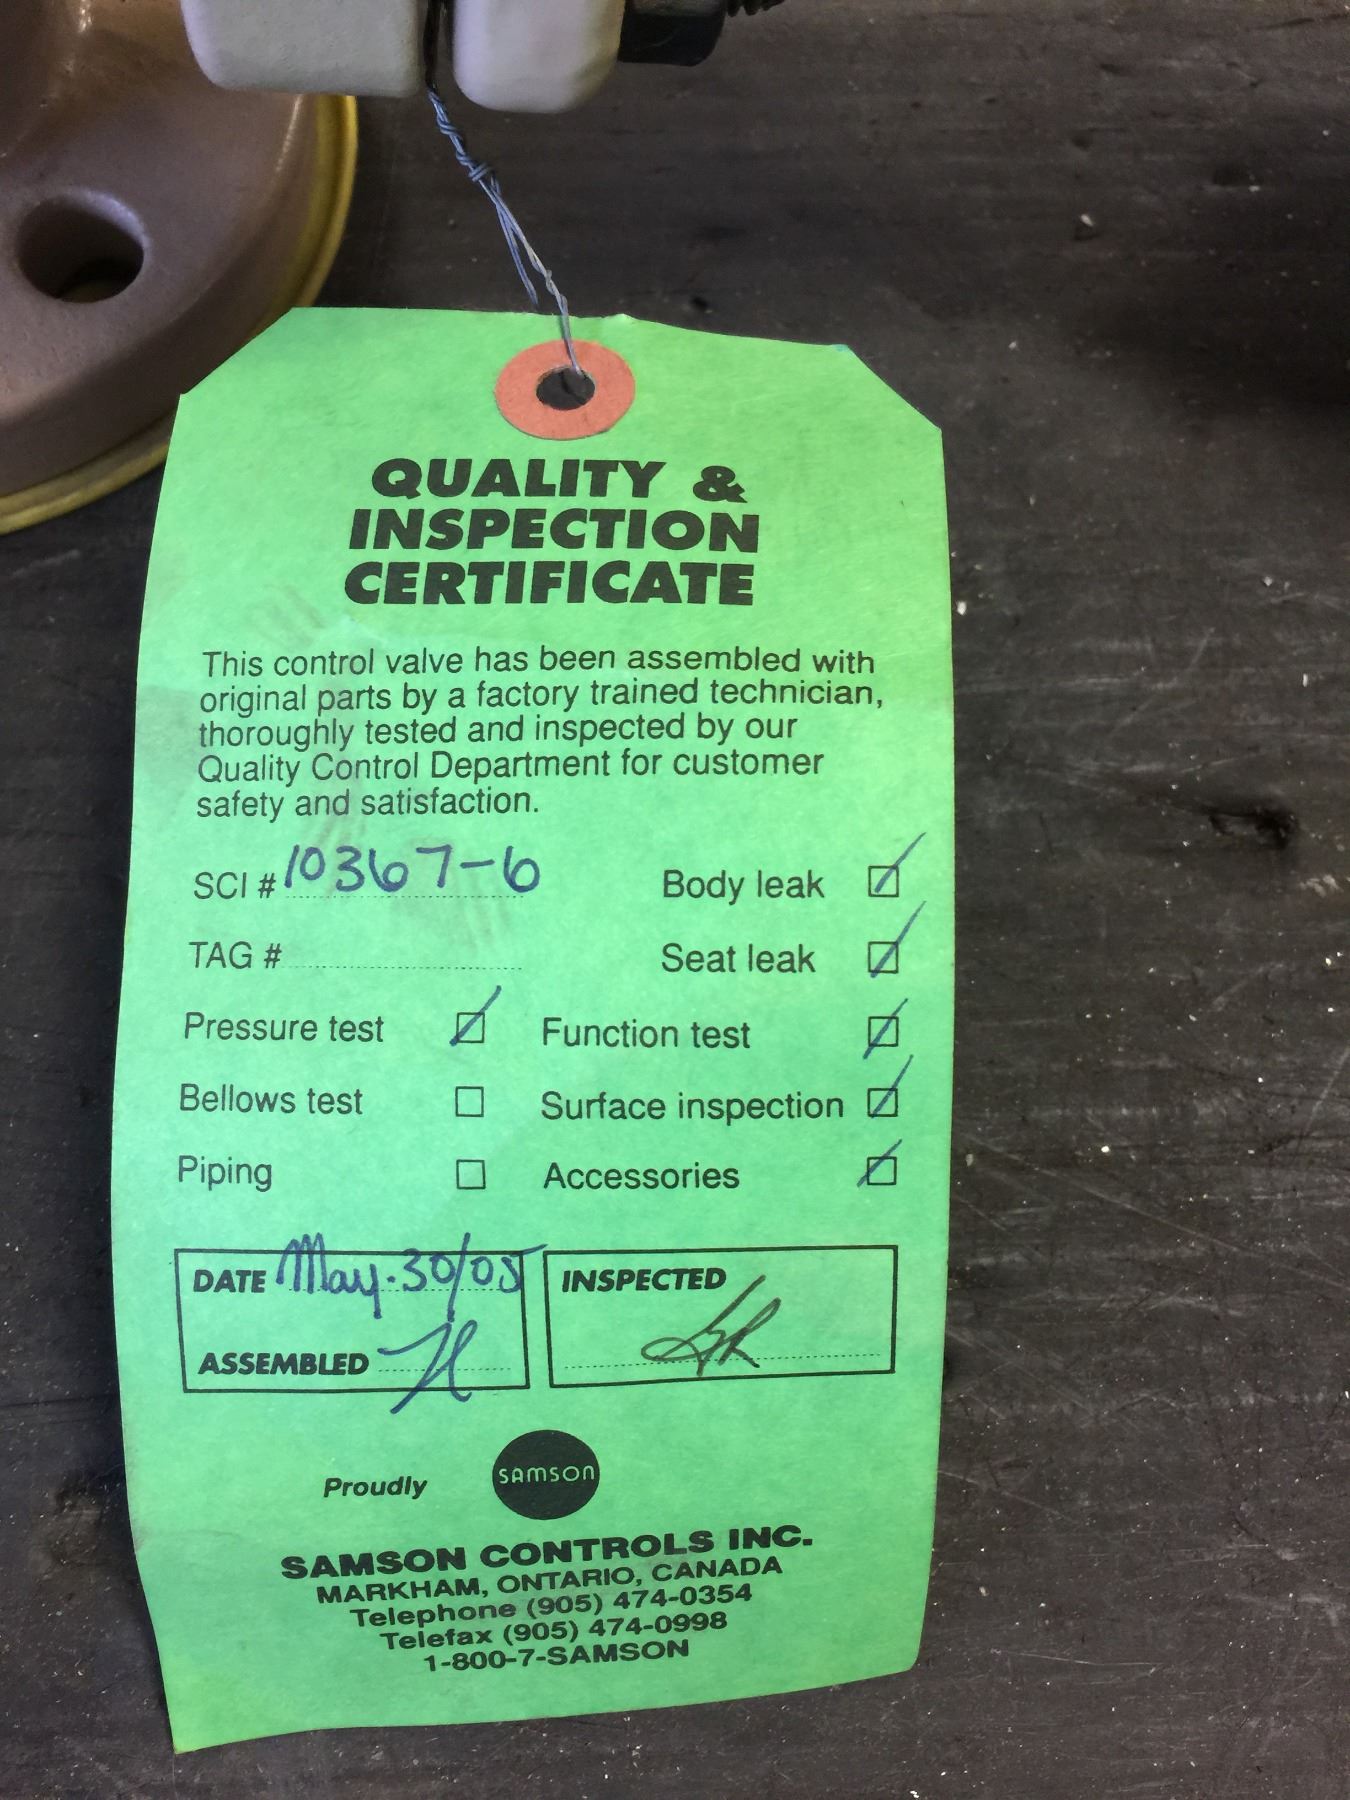 QUALITY &
INSPECTION
CERTIFICATE
This control valve has been assembled with
original parts by a factory trained technician,
thoroughly tested and inspected by our
Quality Control Department for customer
safety and satisfaction.
SCI # 10367-6
Body leak
TAG #
Seat leak
Pressure test
Function test
Bellows test
Surface inspection
Piping
Accessories
DATE May.30/05
INSPECTED
ASSEMBLED
Proudly
SAMSON
SAMSON CONTROLS INC.
MARKHAM, ONTARIO, CANADA
Telephone (905) 474-0354
Telefax (905) 474-0998
1-800-7-SAMSON